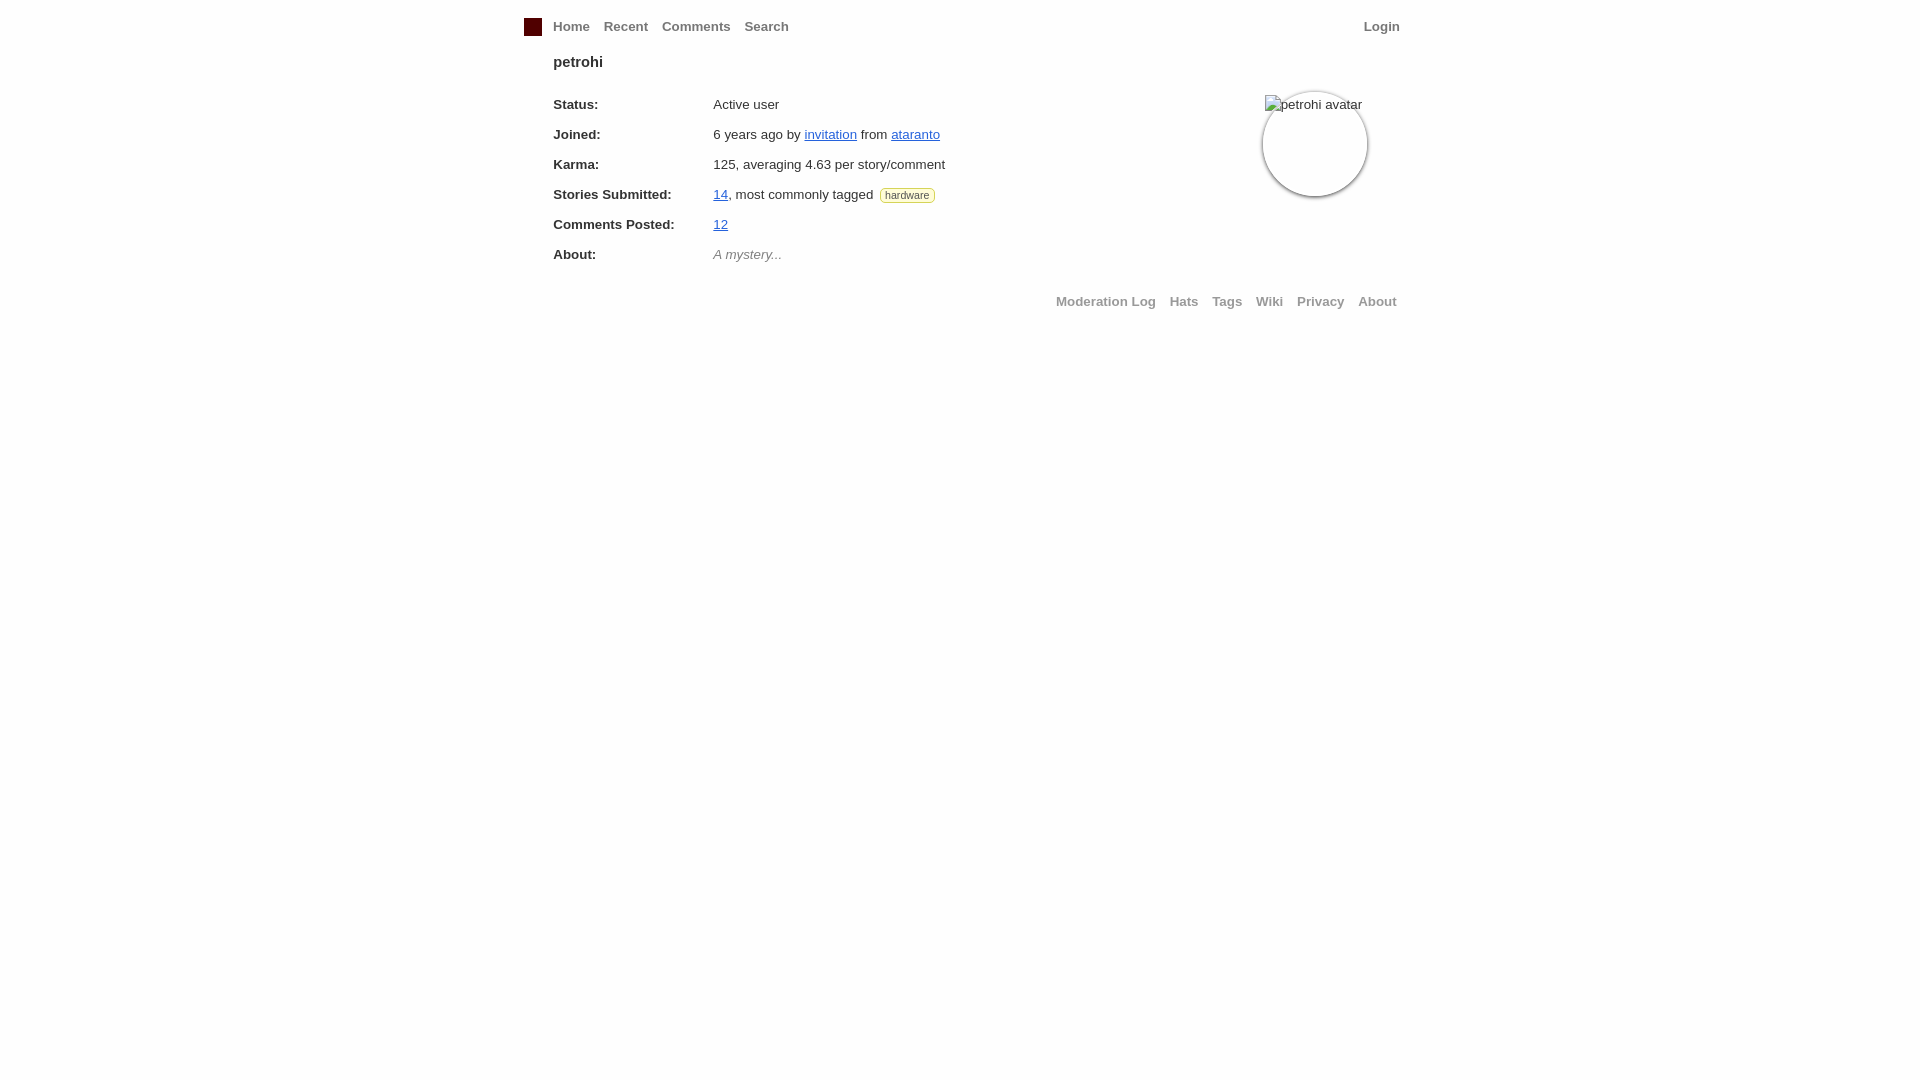 Home Recent Comments Search Login
petrohi
Status: Active user
petrohi avatar
Joined: 6 years ago by invitation from ataranto
Karma: 125, averaging 4.63 per story/comment
Stories Submitted: 14, most commonly tagged hardware
Comments Posted: 12
About: A mystery...
Moderation Log Hats Tags Wiki Privacy About